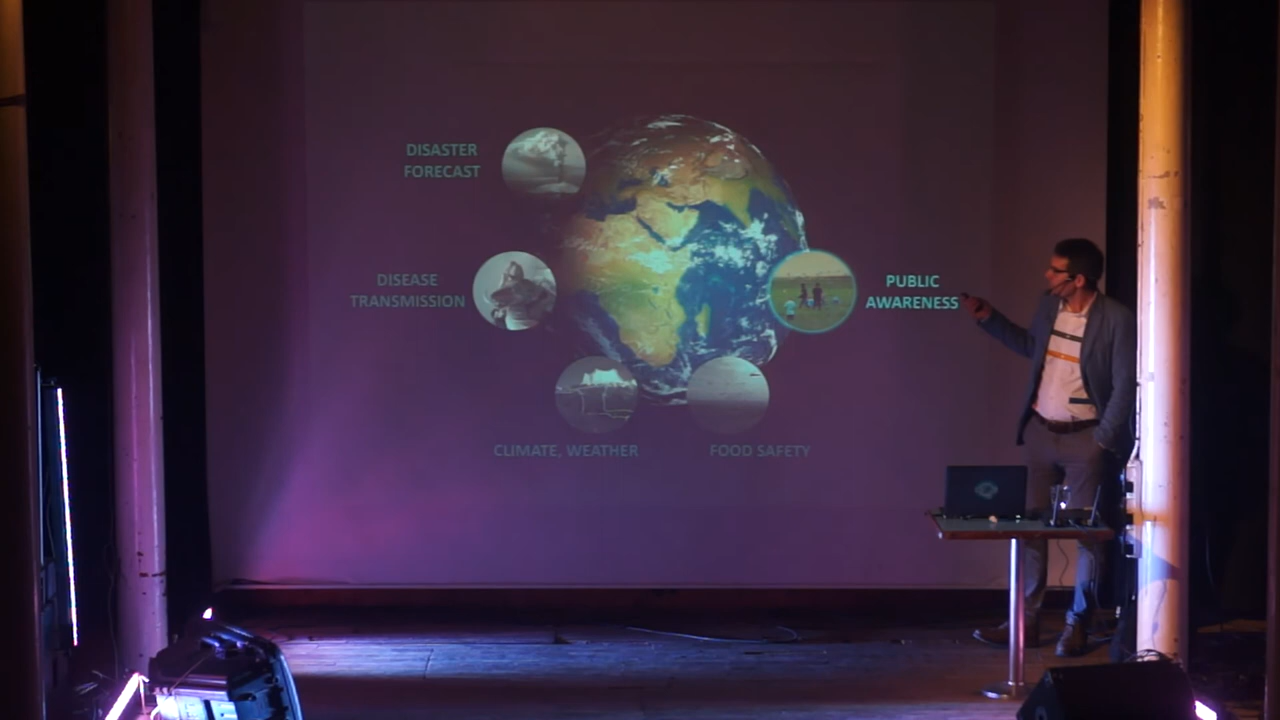 DISASTER
FORECAST
DISEASE
TRANSMISSION
PUBLIC
AWARENESS
CLIMATE, WEATHER
FOOD SAFETY